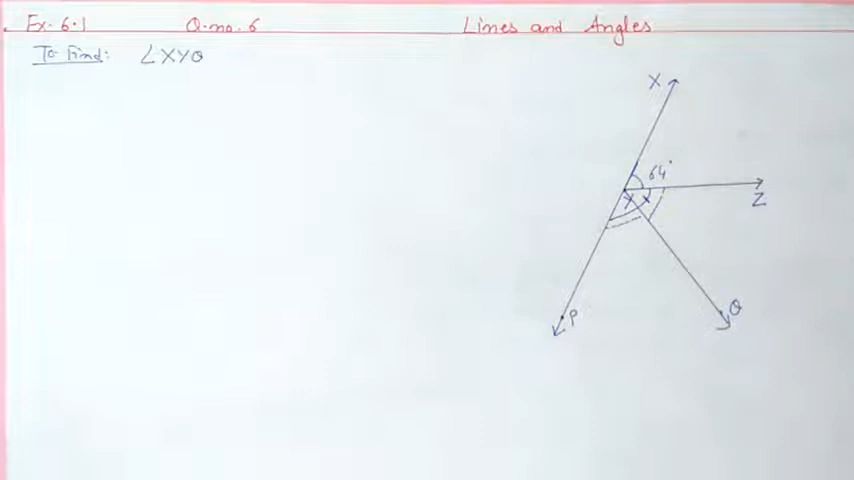 Ex. 6.1 Q.no. 6 Lines and Angles
To Find: ∠XYQ
X
64°
Y
Z
P
Q